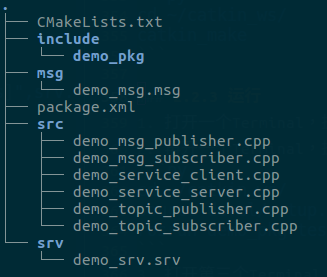 .
├── CMakeLists.txt
├── include
│   └── demo_pkg
├── msg
│   └── demo_msg.msg
├── package.xml
├── src
│   ├── demo_msg_publisher.cpp
│   ├── demo_msg_subscriber.cpp
│   ├── demo_service_client.cpp
│   ├── demo_service_server.cpp
│   ├── demo_topic_publisher.cpp
│   └── demo_topic_subscriber.cpp
└── srv
    └── demo_srv.srv